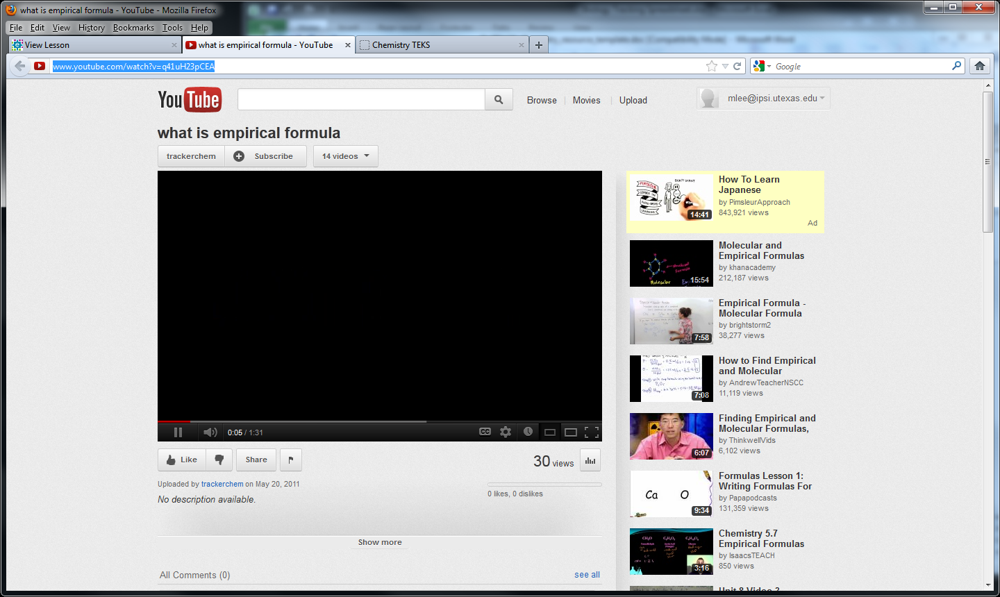 what is empirical formula - YouTube - Mozilla Firefox
File Edit View History Bookmarks Tools Help
View Lesson
what is empirical formula - YouTube
Chemistry TEKS
www.youtube.com/watch?v=q41uH23pCEA
Google
YouTube
Browse Movies Upload
mlee@ipsi.utexas.edu
what is empirical formula
trackerchem Subscribe 14 videos
0:05 / 1:31
CC
Like Share
30 views
Uploaded by trackerchem on May 20, 2011
0 likes, 0 dislikes
No description available.
Show more
All Comments (0)
see all
PIMSLEUR
DON'T WANT
14:41
How To Learn
Japanese
by PimsleurApproach
843,921 views
Ad
Molecular
15:54
Molecular and
Empirical Formulas
by khanacademy
212,187 views
7:58
Empirical Formula -
Molecular Formula
by brightstorm2
38,277 views
7:08
How to Find Empirical
and Molecular
by AndrewTeacherNSCC
11,119 views
6:07
Finding Empirical and
Molecular Formulas,
by ThinkwellVids
6,102 views
Ca O
9:34
Formulas Lesson 1:
Writing Formulas For
by Papapodcasts
131,359 views
3:16
Chemistry 5.7
Empirical Formulas
by IsaacsTEACH
850 views
Unit 8 Video 3